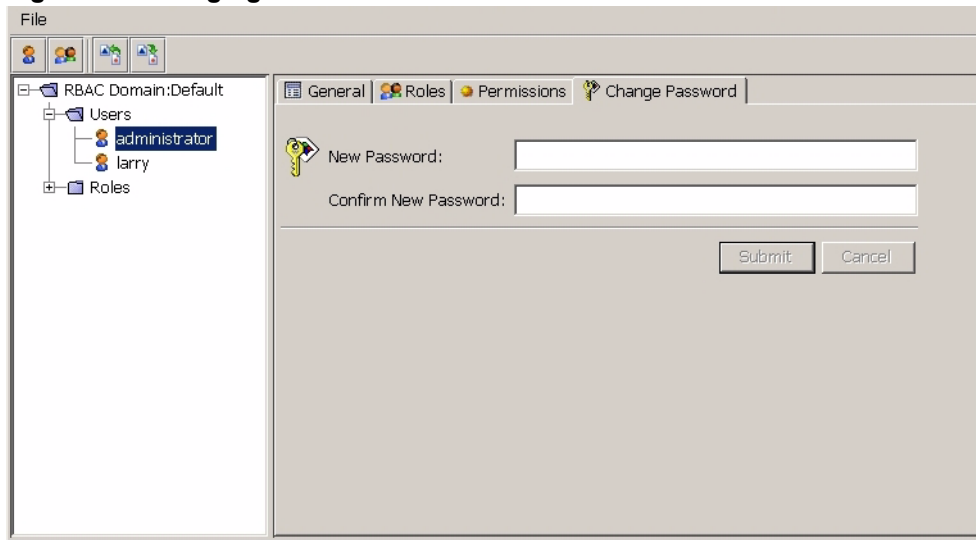 File
RBAC Domain:Default
Users
administrator
larry
Roles
General
Roles
Permissions
Change Password
New Password:
Confirm New Password:
Submit
Cancel